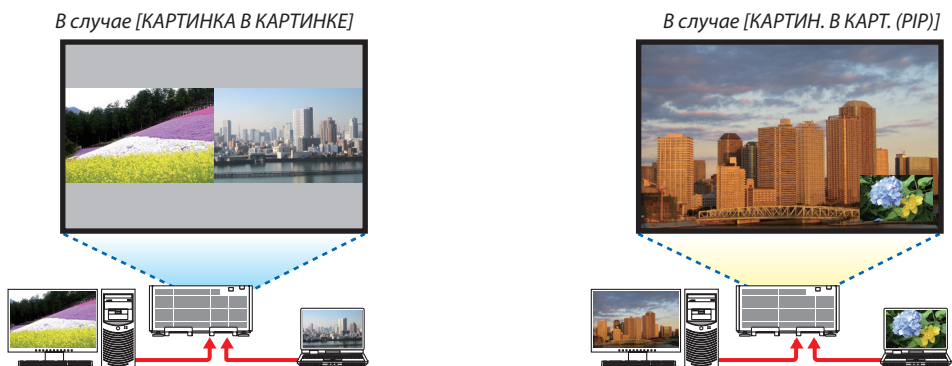 В случае [КАРТИНКА В КАРТИНКЕ]
В случае [КАРТИН. В КАРТ. (PIP)]